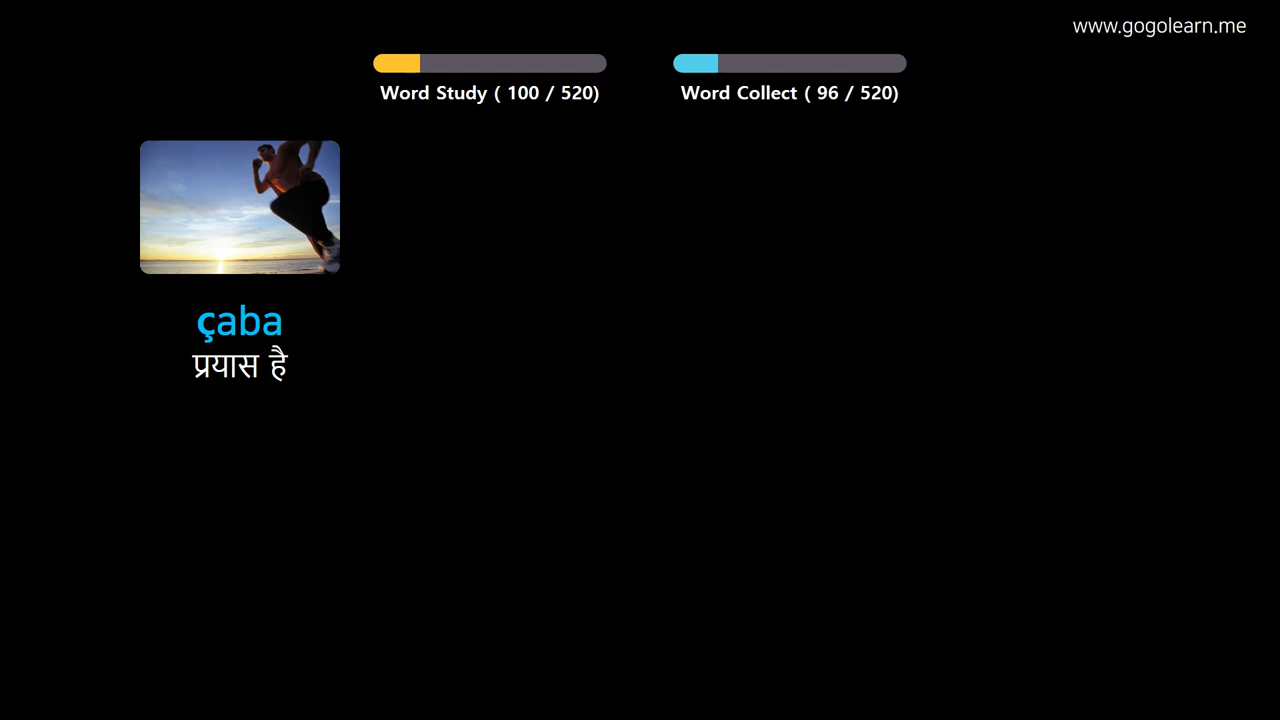 www.gogolearn.me
Word Study ( 100 / 520)
Word Collect ( 96 / 520)
çaba
प्रयास है